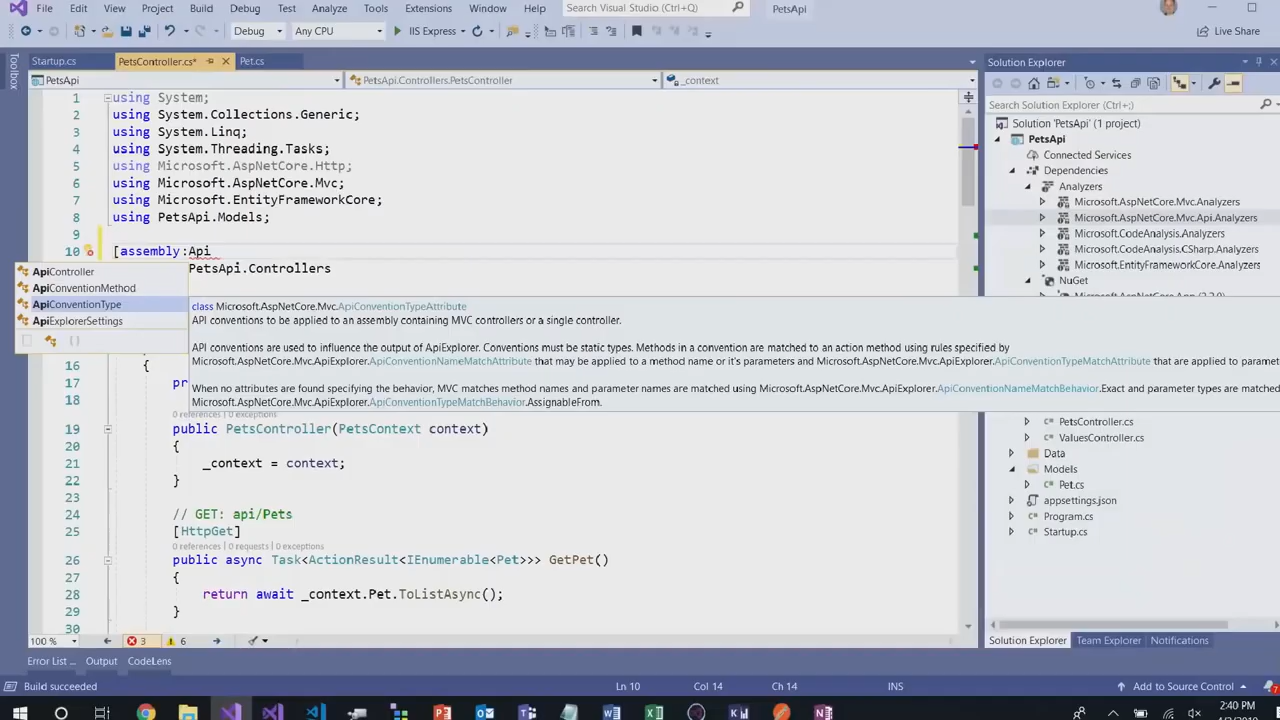 File Edit View Project Build Debug Team Analyze Tools Extensions Window Help Search Visual Studio (Ctrl+Q) PetsApi
Debug Any CPU IIS Express Live Share
Toolbox
Startup.cs PetsController.cs* Pet.cs
PetsApi PetsApi.Controllers.PetsController _context
1 using System;
2 using System.Collections.Generic;
3 using System.Linq;
4 using System.Threading.Tasks;
5 using Microsoft.AspNetCore.Http;
6 using Microsoft.AspNetCore.Mvc;
7 using Microsoft.EntityFrameworkCore;
8 using PetsApi.Models;
9
10 [assembly:Api
PetsApi.Controllers
ApiController
ApiConventionMethod
ApiConventionType
ApiExplorerSettings
class Microsoft.AspNetCore.Mvc.ApiConventionTypeAttribute
API conventions to be applied to an assembly containing MVC controllers or a single controller.
API conventions are used to influence the output of ApiExplorer. Conventions must be static types. Methods in a convention are matched to an action method using rules specified by
Microsoft.AspNetCore.Mvc.ApiExplorer.ApiConventionNameMatchAttribute that may be applied to a method name or it's parameters and Microsoft.AspNetCore.Mvc.ApiExplorer.ApiConventionTypeMatchAttribute that are applied to parame
When no attributes are found specifying the behavior, MVC matches method names and parameter names are matched using Microsoft.AspNetCore.Mvc.ApiExplorer.ApiConventionNameMatchBehavior.Exact and parameter types are matched
Microsoft.AspNetCore.Mvc.ApiExplorer.ApiConventionTypeMatchBehavior.AssignableFrom.
16 {
17 pr
18
0 references | 0 exceptions
19 public PetsController(PetsContext context)
20 {
21 _context = context;
22 }
23
24 // GET: api/Pets
25 [HttpGet]
0 references | 0 requests | 0 exceptions
26 public async Task<ActionResult<IEnumerable<Pet>>> GetPet()
27 {
28 return await _context.Pet.ToListAsync();
29 }
30
100 % 3 6
Solution Explorer
Search Solution Explorer (Ctrl+;)
Solution 'PetsApi' (1 project)
PetsApi
Connected Services
Dependencies
Analyzers
Microsoft.AspNetCore.Mvc.Analyzers
Microsoft.AspNetCore.Mvc.Api.Analyzers
Microsoft.CodeAnalysis.Analyzers
Microsoft.CodeAnalysis.CSharp.Analyzers
Microsoft.EntityFrameworkCore.Analyzers
NuGet
PetsController.cs
ValuesController.cs
Data
Models
Pet.cs
appsettings.json
Program.cs
Startup.cs
Solution Explorer Team Explorer Notifications
Error List ... Output CodeLens
Build succeeded Ln 10 Col 14 Ch 14 INS Add to Source Control 7
2:40 PM